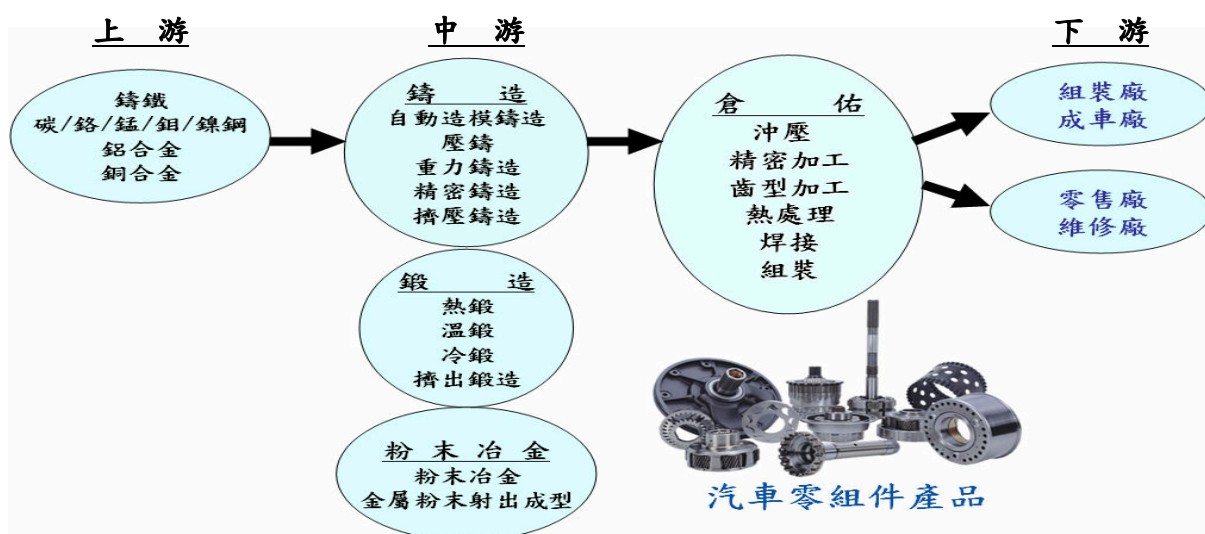 上 游
中 游
下 游
鑄鐵
碳/鉻/錳/鉬/鎳鋼
鋁合金
銅合金
鑄 造
自動造模鑄造
壓鑄
重力鑄造
精密鑄造
擠壓鑄造
鍛 造
熱鍛
溫鍛
冷鍛
擠出鍛造
粉末冶金
粉末冶金
金屬粉末射出成型
倉 佑
沖壓
精密加工
齒型加工
熱處理
焊接
組裝
組裝廠
成車廠
零售廠
維修廠
汽車零組件產品